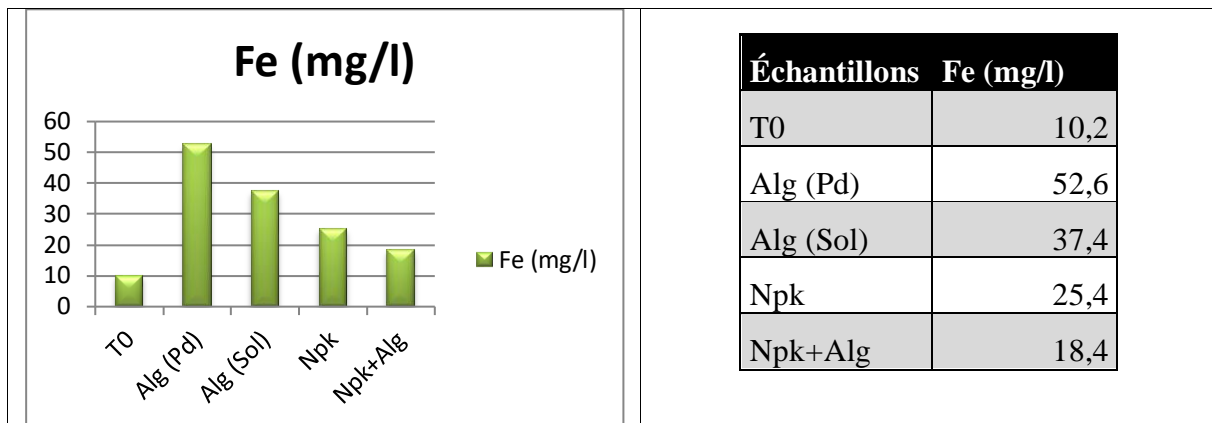 Fe (mg/l)
60
50
40
30
20
10
0
T0
Alg (Pd)
Alg (Sol)
Npk
Npk+Alg
Fe (mg/l)
Échantillons Fe (mg/l)
T0 10,2
Alg (Pd) 52,6
Alg (Sol) 37,4
Npk 25,4
Npk+Alg 18,4